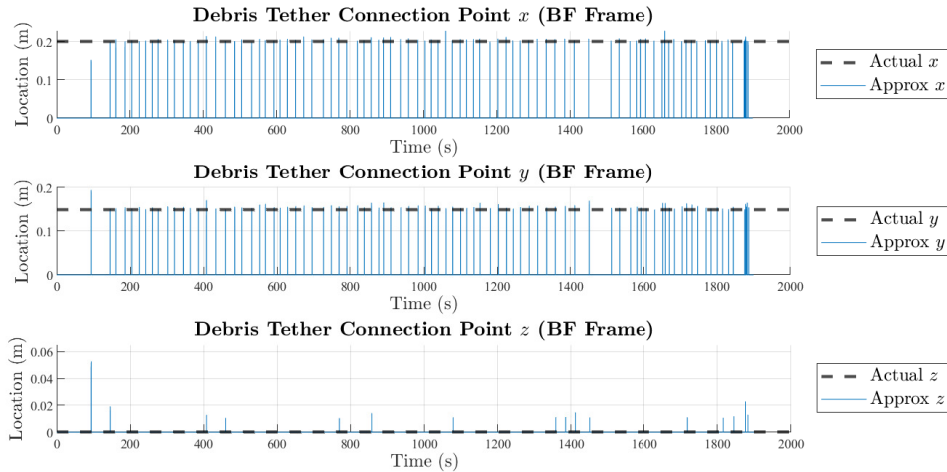 Debris Tether Connection Point x (BF Frame)
Location (m)
0.2
0.1
0
0 200 400 600 800 1000 1200 1400 1600 1800 2000
Time (s)
Actual x
Approx x
Debris Tether Connection Point y (BF Frame)
Location (m)
0.2
0.1
0
0 200 400 600 800 1000 1200 1400 1600 1800 2000
Time (s)
Actual y
Approx y
Debris Tether Connection Point z (BF Frame)
Location (m)
0.06
0.04
0.02
0
0 200 400 600 800 1000 1200 1400 1600 1800 2000
Time (s)
Actual z
Approx z